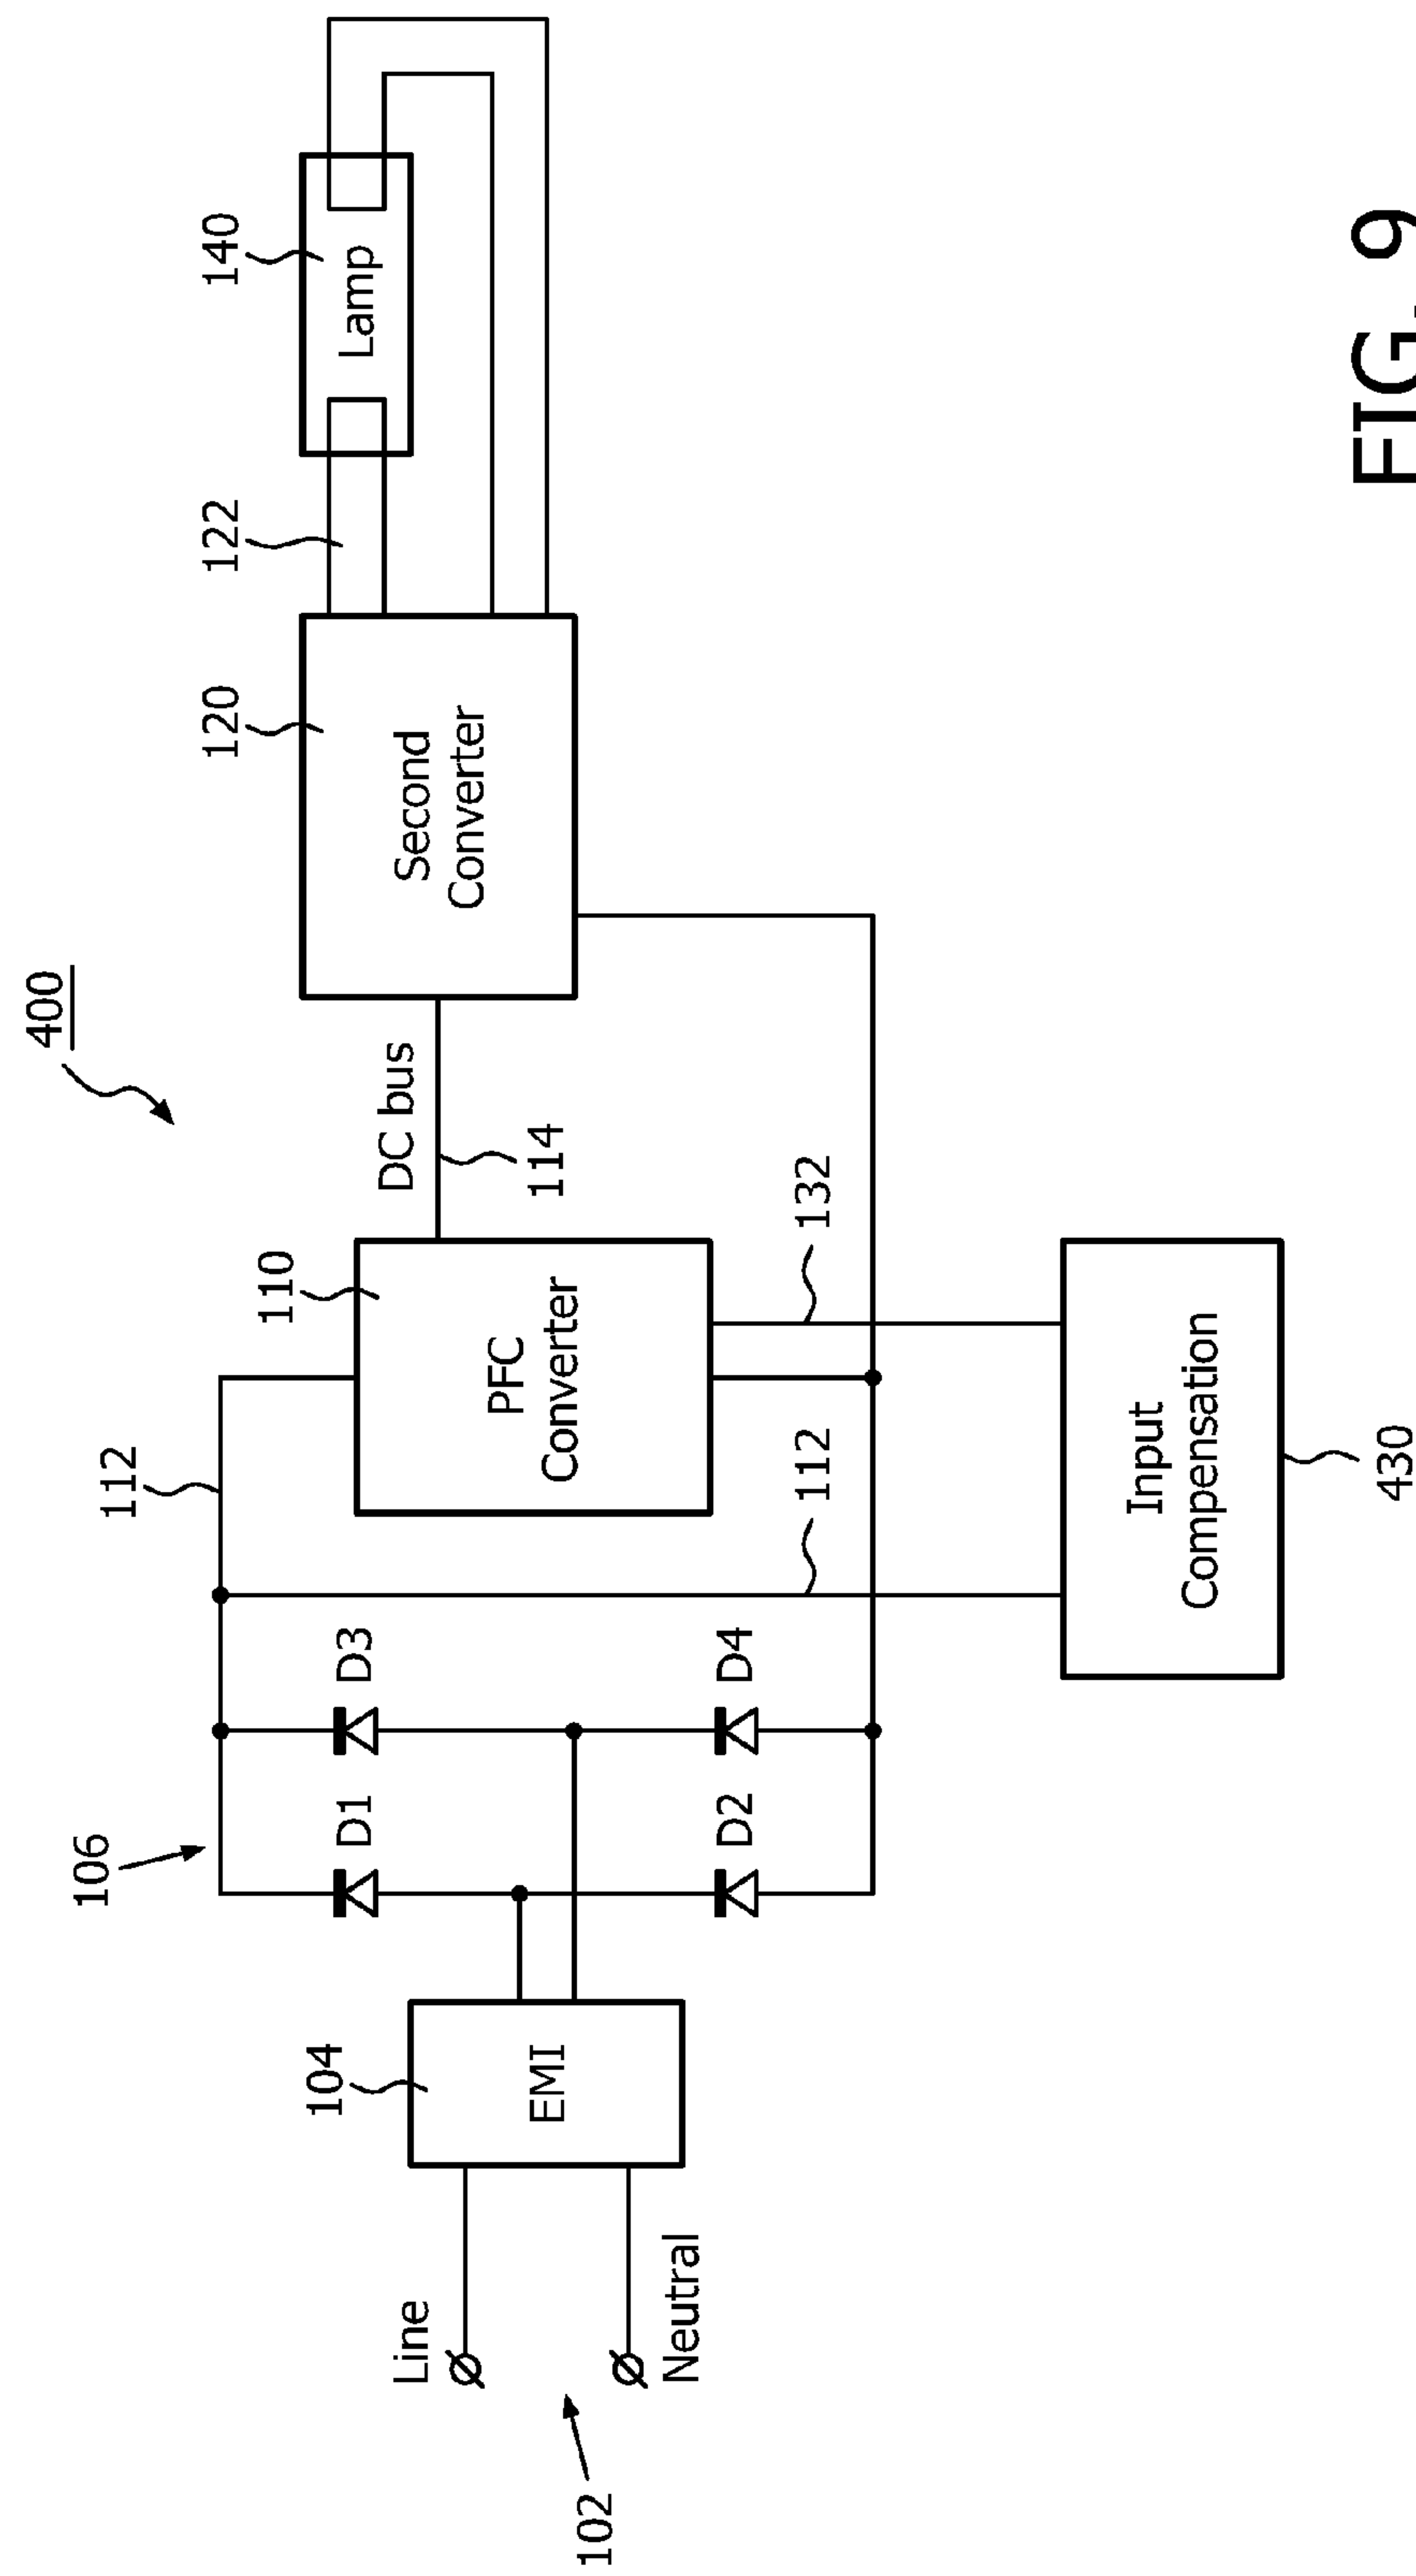 400
106
112
110
120
122
140
104
Line
Neutral
102
EMI
D1
D3
D2
D4
PFC
Converter
DC bus
114
Second
Converter
Lamp
112
132
Input
Compensation
430
FIG. 9